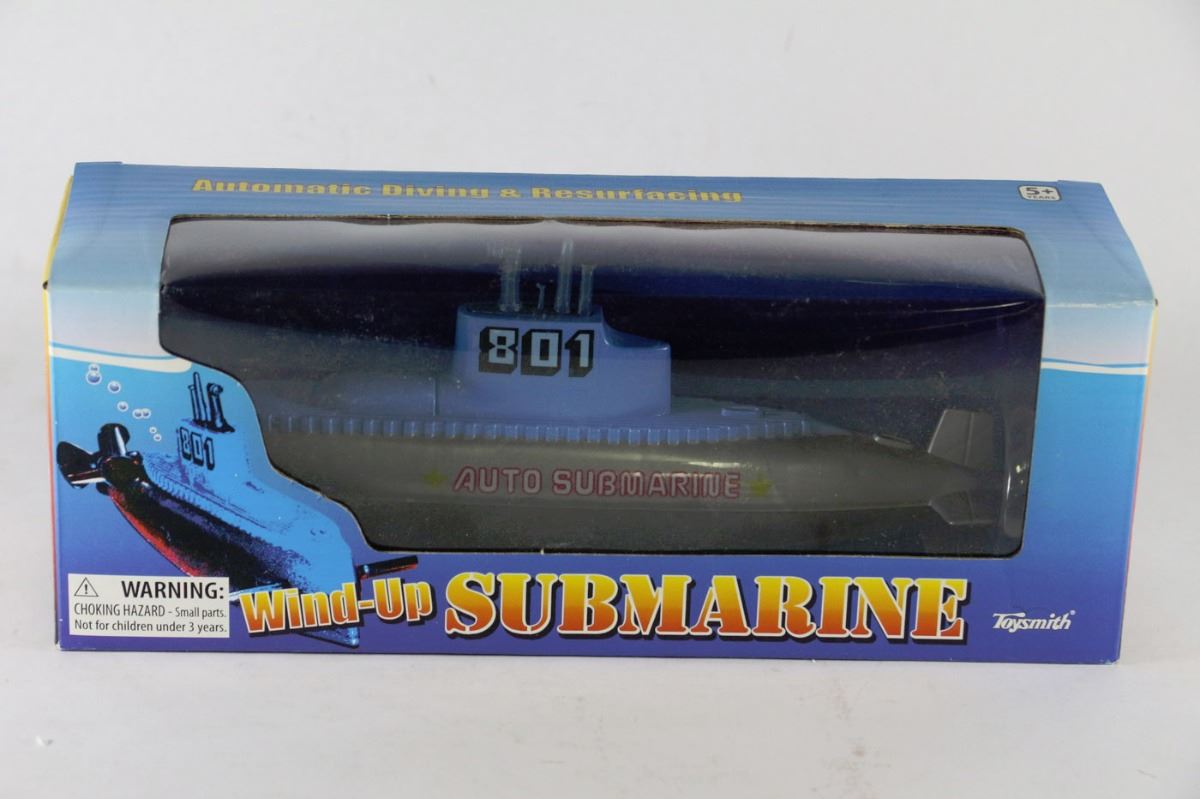 Automatic Diving & Resurfacing
5+
YEARS
801
801
AUTO SUBMARINE
WARNING:
CHOKING HAZARD - Small parts.
Not for children under 3 years.
Wind-Up SUBMARINE
Toysmith®